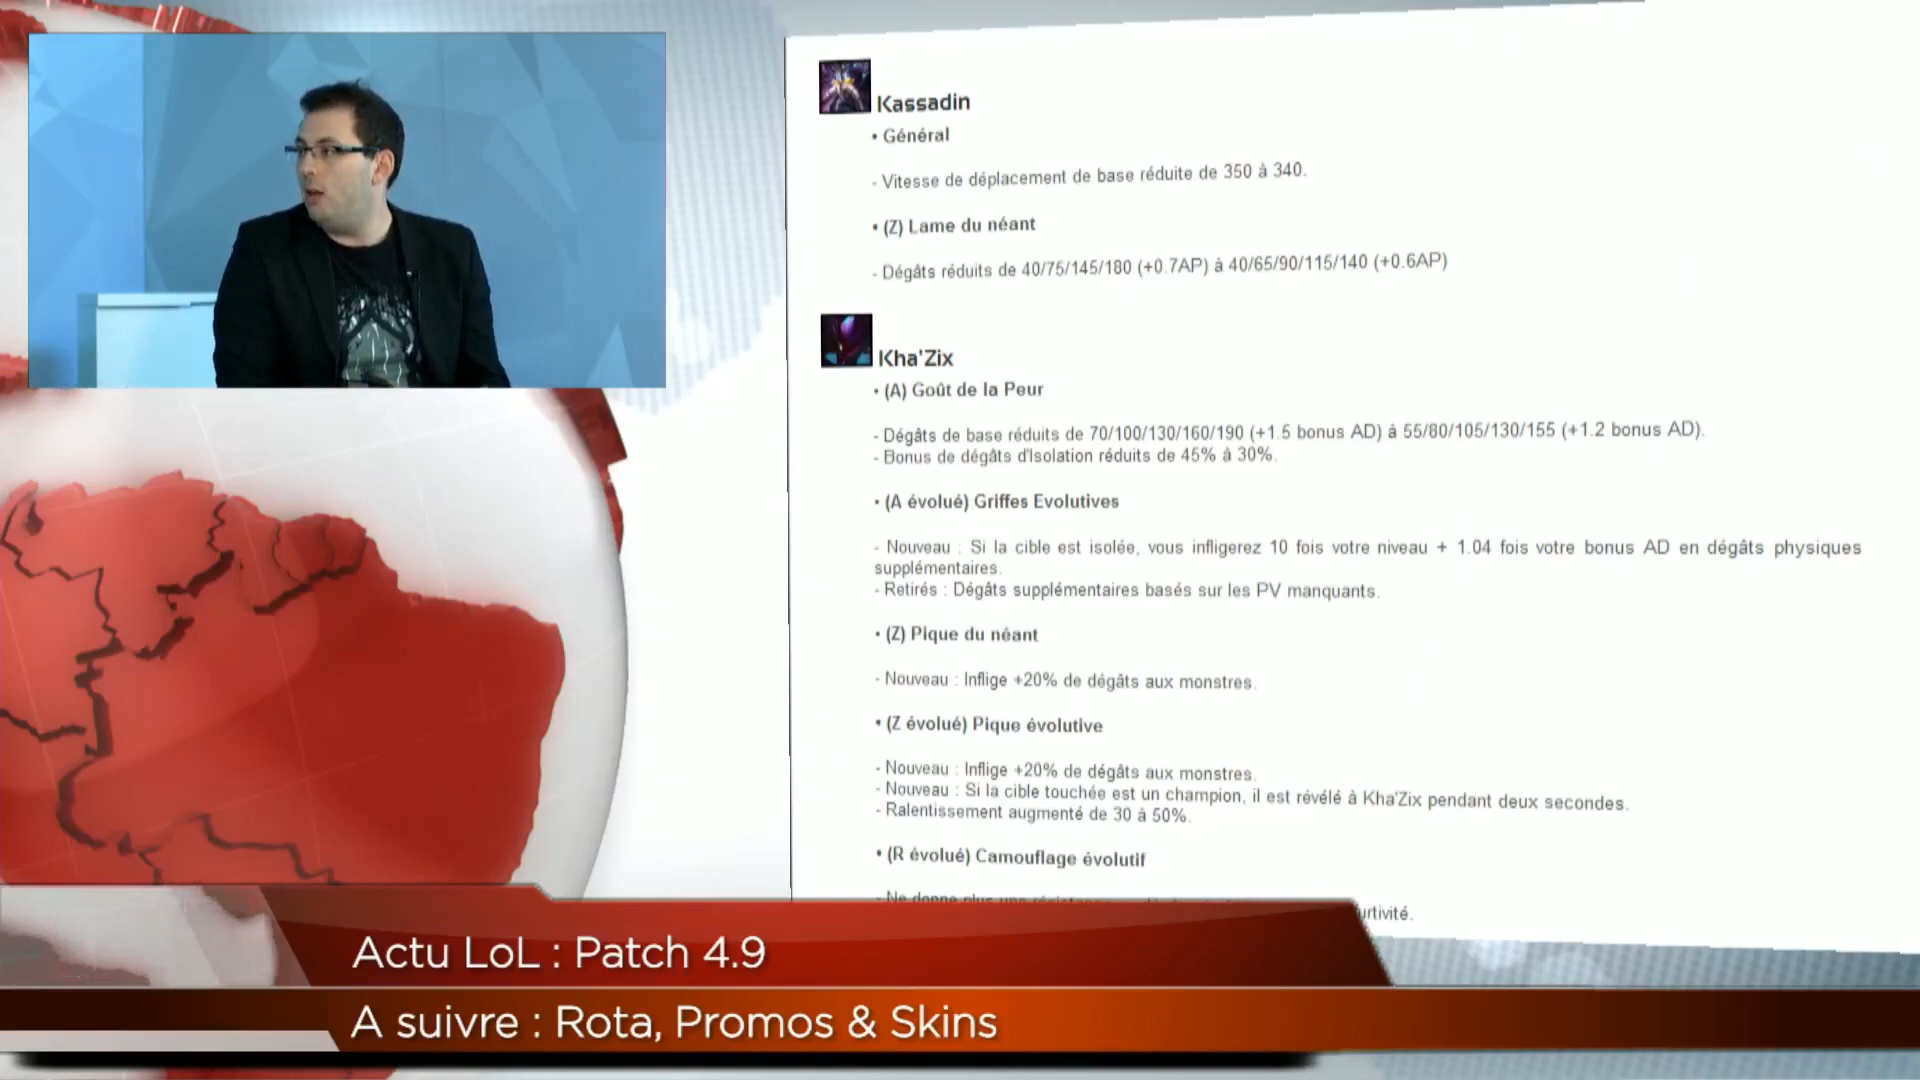 Kassadin
• Général
- Vitesse de déplacement de base réduite de 350 à 340.
• (Z) Lame du néant
- Dégâts réduits de 40/75/145/180 (+0.7AP) à 40/65/90/115/140 (+0.6AP)
Kha'Zix
• (A) Goût de la Peur
- Dégâts de base réduits de 70/100/130/160/190 (+1.5 bonus AD) à 55/80/105/130/155 (+1.2 bonus AD).
- Bonus de dégâts d'Isolation réduits de 45% à 30%.
• (A évolué) Griffes Evolutives
- Nouveau : Si la cible est isolée, vous infligerez 10 fois votre niveau + 1.04 fois votre bonus AD en dégâts physiques
supplémentaires.
- Retirés : Dégâts supplémentaires basés sur les PV manquants.
• (Z) Pique du néant
- Nouveau : Inflige +20% de dégâts aux monstres.
• (Z évolué) Pique évolutive
- Nouveau : Inflige +20% de dégâts aux monstres.
- Nouveau : Si la cible touchée est un champion, il est révélé à Kha'Zix pendant deux secondes.
- Ralentissement augmenté de 30 à 50%.
• (R évolué) Camouflage évolutif
- Ne donne plus une
Actu LoL : Patch 4.9
A suivre : Rota, Promos & Skins